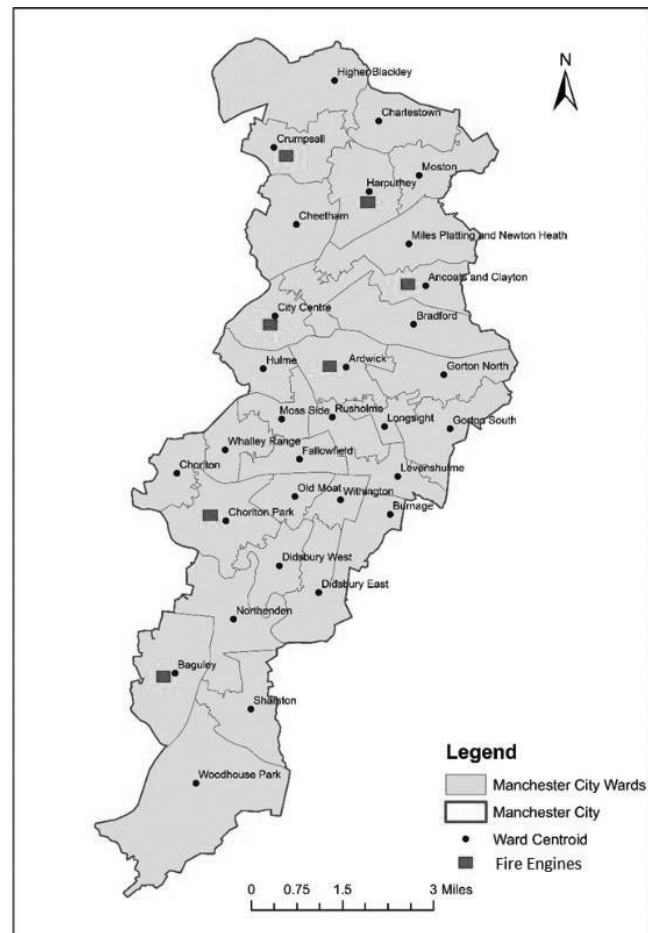 N
Higher Blackley
Charlestown
Crumpsall
Moston
Harpurhey
Cheetham
Miles Platting and Newton Heath
Ancoats and Clayton
City Centre
Bradford
Hulme
Ardwick
Gorton North
Moss Side
Rusholme
Longsight
Gorton South
Whalley Range
Fallowfield
Chorlton
Levenshulme
Old Moat
Withington
Chorlton Park
Burnage
Didsbury West
Didsbury East
Northenden
Baguley
Sharston
Woodhouse Park
Legend
Manchester City Wards
Manchester City
Ward Centroid
Fire Engines
0 0.75 1.5 3 Miles